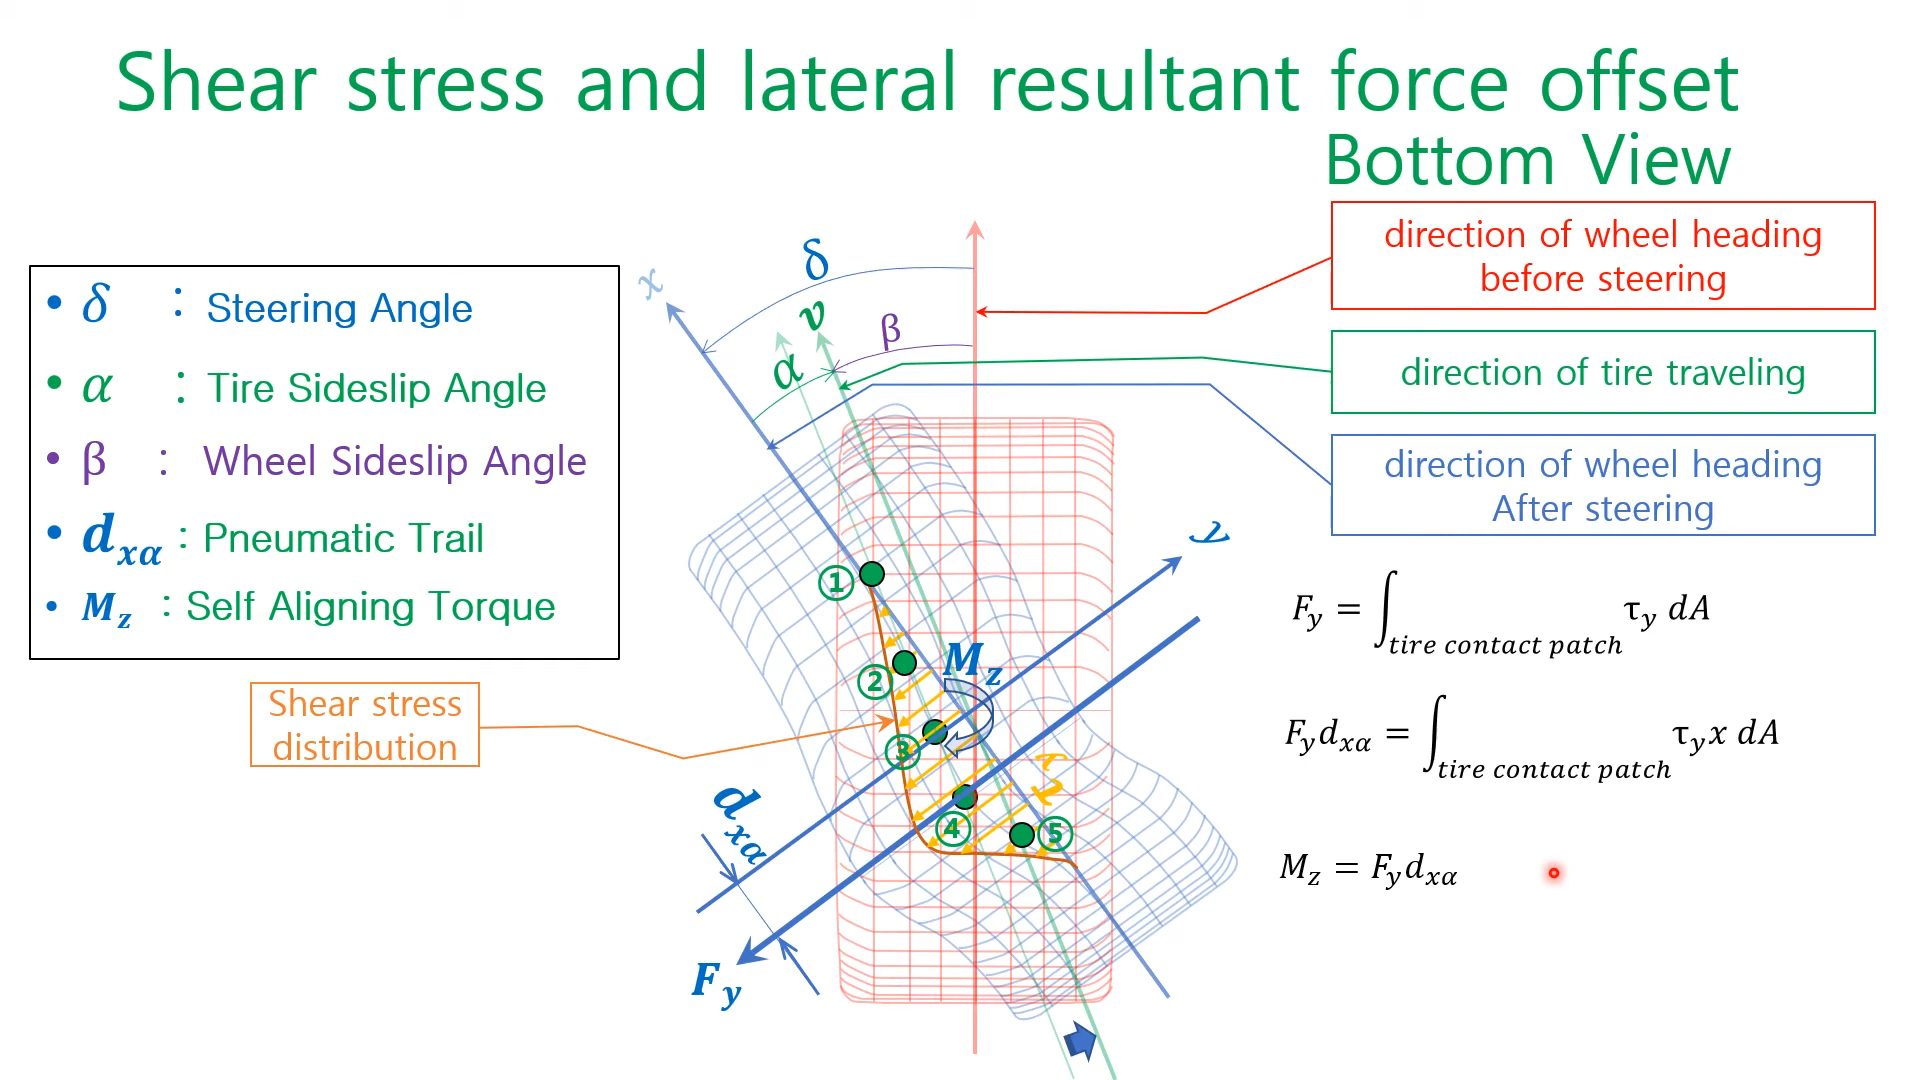 Shear stress and lateral resultant force offset
Bottom View
• δ : Steering Angle
• α : Tire Sideslip Angle
• β : Wheel Sideslip Angle
• d_xα : Pneumatic Trail
• M_z : Self Aligning Torque
Shear stress
distribution
direction of wheel heading
before steering
direction of tire traveling
direction of wheel heading
After steering
x
δ
v
β
α
y
①
②
M_z
③
④
⑤
τ_y
d_xα
F_y
F_y = ∫_tire contact patch τ_y dA
F_y d_xα = ∫_tire contact patch τ_y x dA
M_z = F_y d_xα